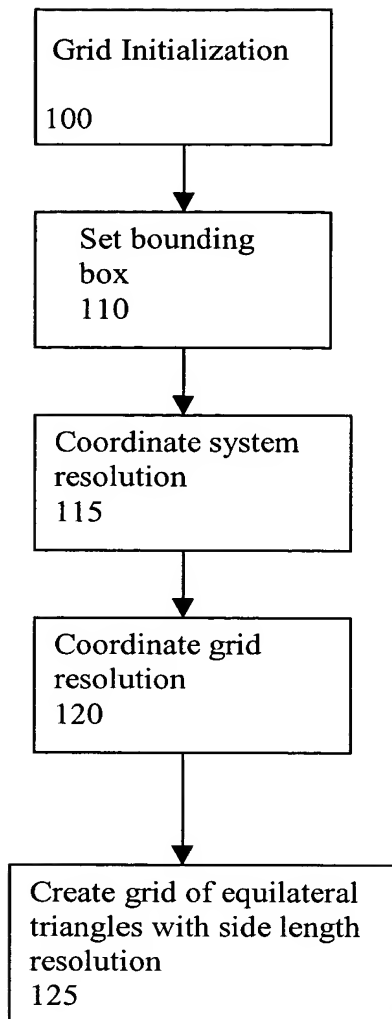 Grid Initialization
100
Set bounding
box
110
Coordinate system
resolution
115
Coordinate grid
resolution
120
Create grid of equilateral
triangles with side length
resolution
125